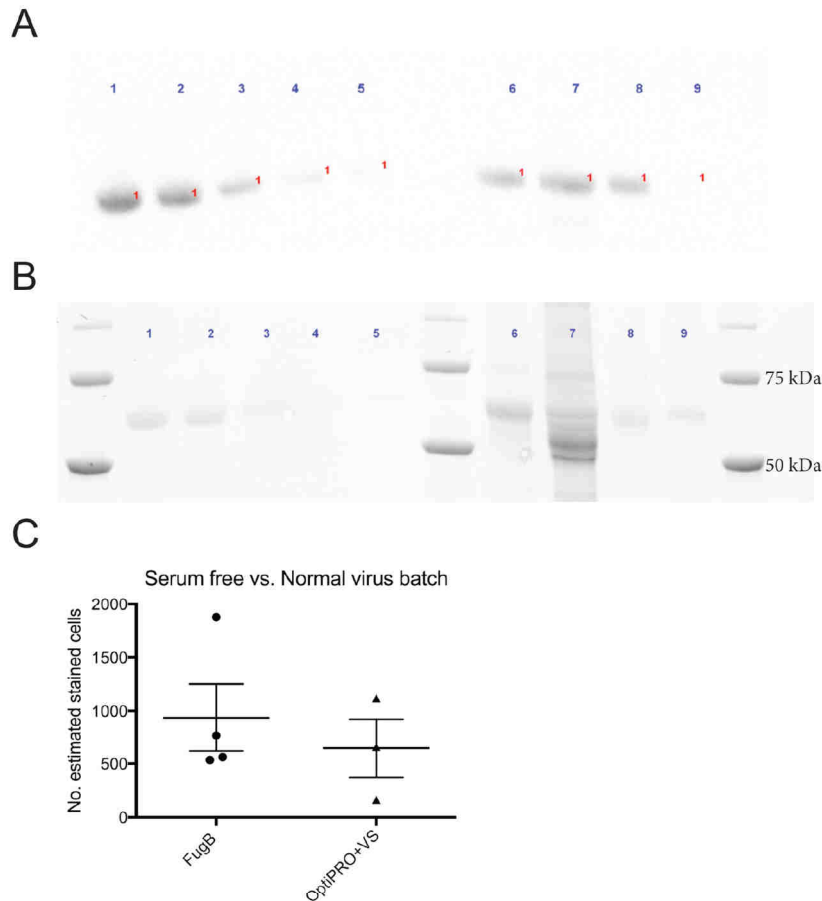 A
1 2 3 4 5 6 7 8 9
1 1 1 1 1 1 1 1 1
B
1 2 3 4 5 6 7 8 9
75 kDa
50 kDa
C
Serum free vs. Normal virus batch
No. estimated stained cells
2000
1500
1000
500
0
FugB
OptiPRO+VS